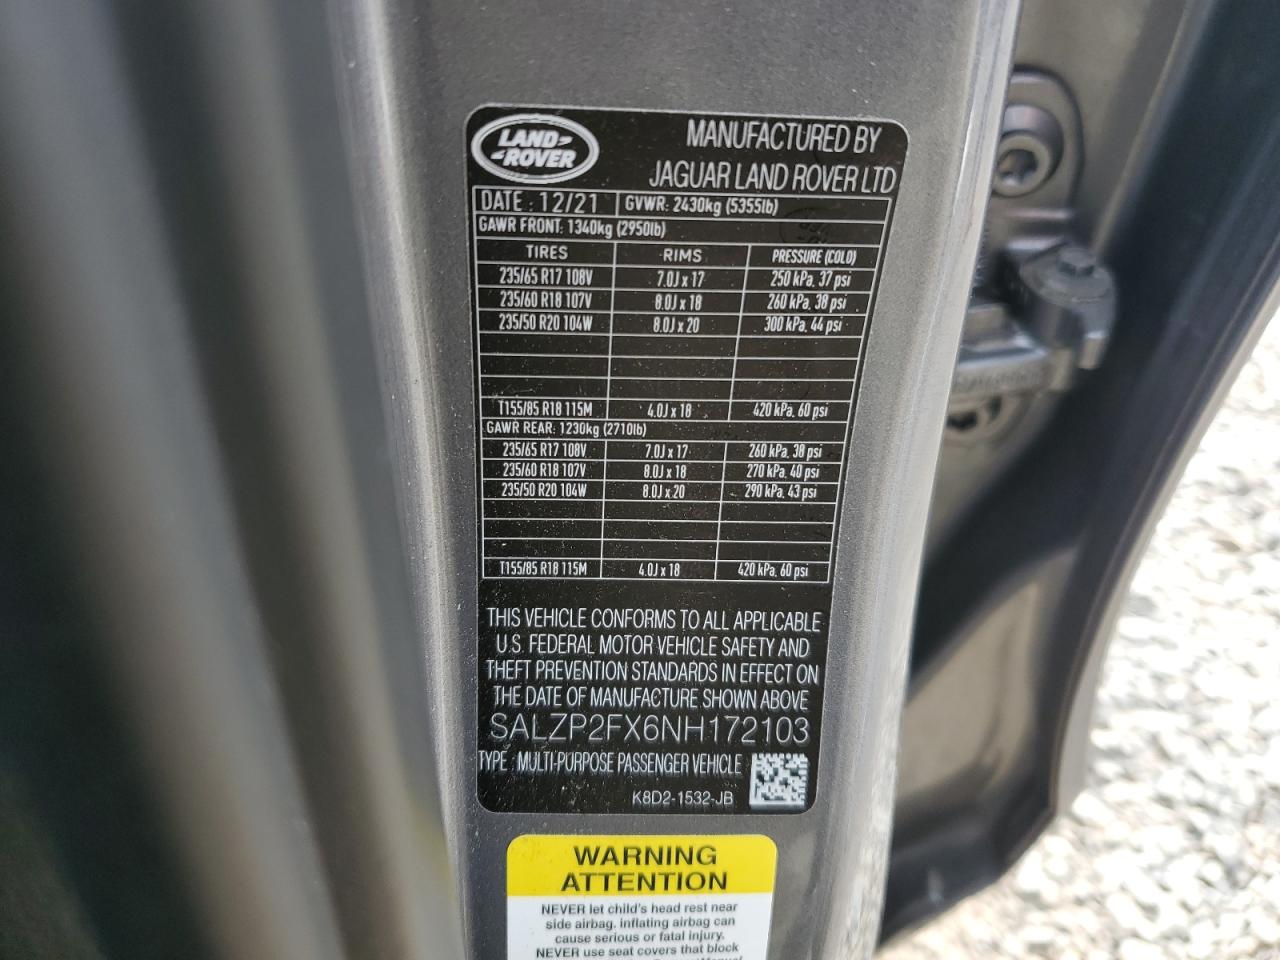 LAND
ROVER
MANUFACTURED BY
JAGUAR LAND ROVER LTD
DATE : 12/21 GVWR: 2430kg (5355lb)
GAWR FRONT: 1340kg (2950lb)
TIRES RIMS PRESSURE (COLD)
235/65 R17 108V 7.0J x 17 250 kPa, 37 psi
235/60 R18 107V 8.0J x 18 260 kPa, 38 psi
235/50 R20 104W 8.0J x 20 300 kPa, 44 psi
T155/85 R18 115M 4.0J x 18 420 kPa, 60 psi
GAWR REAR: 1230kg (2710lb)
235/65 R17 108V 7.0J x 17 260 kPa, 38 psi
235/60 R18 107V 8.0J x 18 270 kPa, 40 psi
235/50 R20 104W 8.0J x 20 290 kPa, 43 psi
T155/85 R18 115M 4.0J x 18 420 kPa, 60 psi
THIS VEHICLE CONFORMS TO ALL APPLICABLE
U.S. FEDERAL MOTOR VEHICLE SAFETY AND
THEFT PREVENTION STANDARDS IN EFFECT ON
THE DATE OF MANUFACTURE SHOWN ABOVE
SALZP2FX6NH172103
TYPE : MULTI-PURPOSE PASSENGER VEHICLE
K8D2-1532-JB
WARNING
ATTENTION
NEVER let child's head rest near
side airbag. inflating airbag can
cause serious or fatal injury.
NEVER use seat covers that block